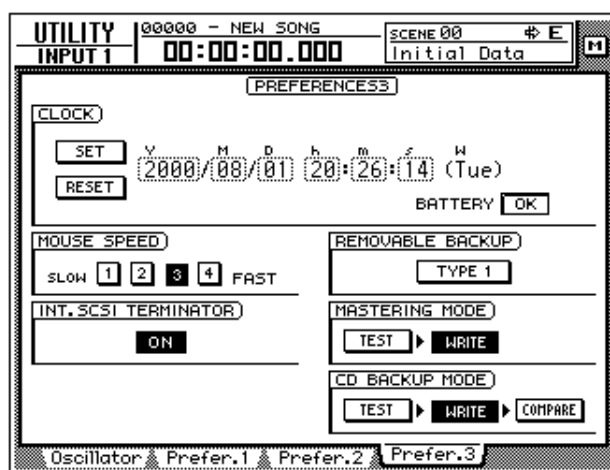 UTILITY
INPUT 1
00000 - NEW SONG
00:00:00.000
SCENE 00 E
Initial Data
M
PREFERENCES3
CLOCK
SET
RESET
Y M D h m s W
2000/08/01 20:26:14 (Tue)
BATTERY OK
MOUSE SPEED
SLOW 1 2 3 4 FAST
REMOVABLE BACKUP
TYPE 1
INT.SCSI TERMINATOR
ON
MASTERING MODE
TEST WRITE
CD BACKUP MODE
TEST WRITE COMPARE
Oscillator Prefer.1 Prefer.2 Prefer.3